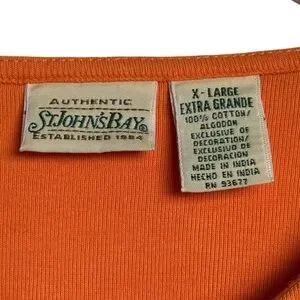 AUTHENTIC
ST. JOHN'S BAY
ESTABLISHED 1884
X-LARGE
EXTRA GRANDE
100% COTTON/
ALGODON
EXCLUSIVE OF
DECORATION/
EXCLUSIVO DE
DECORACION
MADE IN INDIA
HECHO EN INDIA
RN 93677